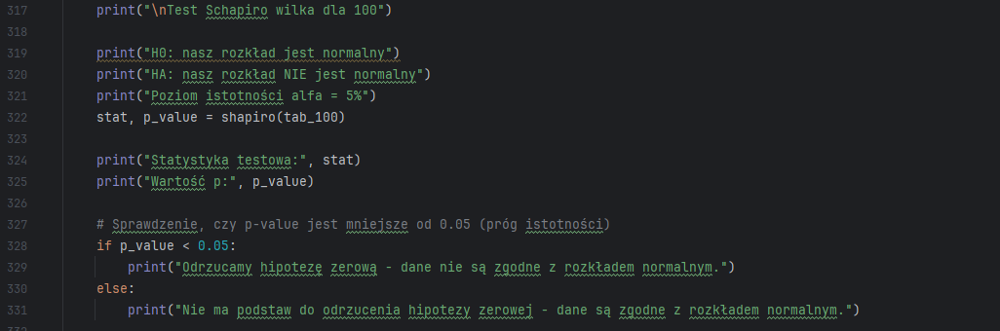 317 print("\nTest Schapiro wilka dla 100")
318
319 print("H0: nasz rozkład jest normalny")
320 print("HA: nasz rozkład NIE jest normalny")
321 print("Poziom istotności alfa = 5%")
322 stat, p_value = shapiro(tab_100)
323
324 print("Statystyka testowa:", stat)
325 print("Wartość p:", p_value)
326
327 # Sprawdzenie, czy p-value jest mniejsze od 0.05 (próg istotności)
328 if p_value < 0.05:
329     print("Odrzucamy hipotezę zerową - dane nie są zgodne z rozkładem normalnym.")
330 else:
331     print("Nie ma podstaw do odrzucenia hipotezy zerowej - dane są zgodne z rozkładem normalnym.")